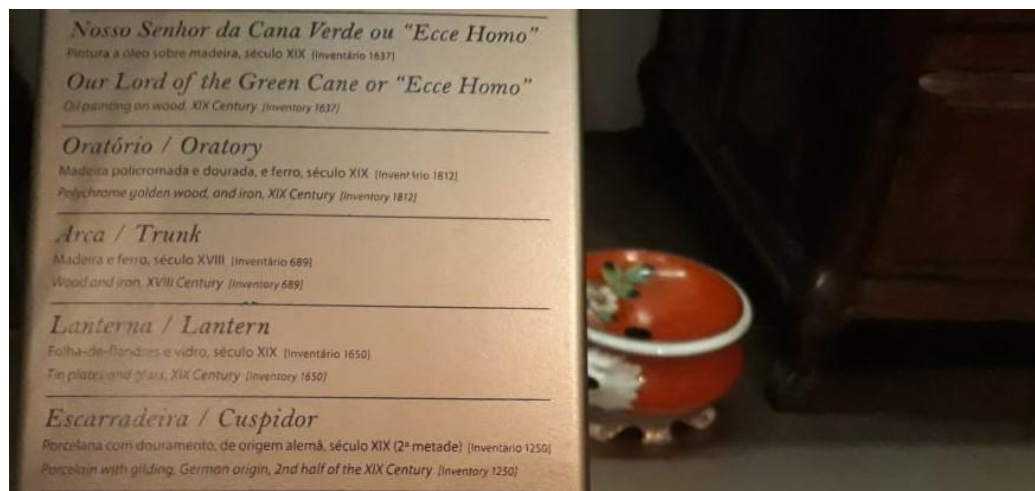 Nosso Senhor da Cana Verde ou “Ecce Homo”
Pintura a óleo sobre madeira, século XIX [Inventário 1637]
Our Lord of the Green Cane or “Ecce Homo”
Oil painting on wood, XIX Century [Inventory 1637]
Oratório / Oratory
Madeira policromada e dourada, e ferro, século XIX [Inventário 1812]
Polychrome golden wood, and iron, XIX Century [Inventory 1812]
Arca / Trunk
Madeira e ferro, século XVIII [Inventário 689]
Wood and iron, XVIII Century [Inventory 689]
Lanterna / Lantern
Folha-de-flandres e vidro, século XIX [Inventário 1650]
Tin plates and glass, XIX Century [Inventory 1650]
Escarradeira / Cuspidor
Porcelana com douramento, de origem alemã, século XIX (2ª metade) [Inventário 1250]
Porcelain with gilding, German origin, 2nd half of the XIX Century [Inventory 1250]